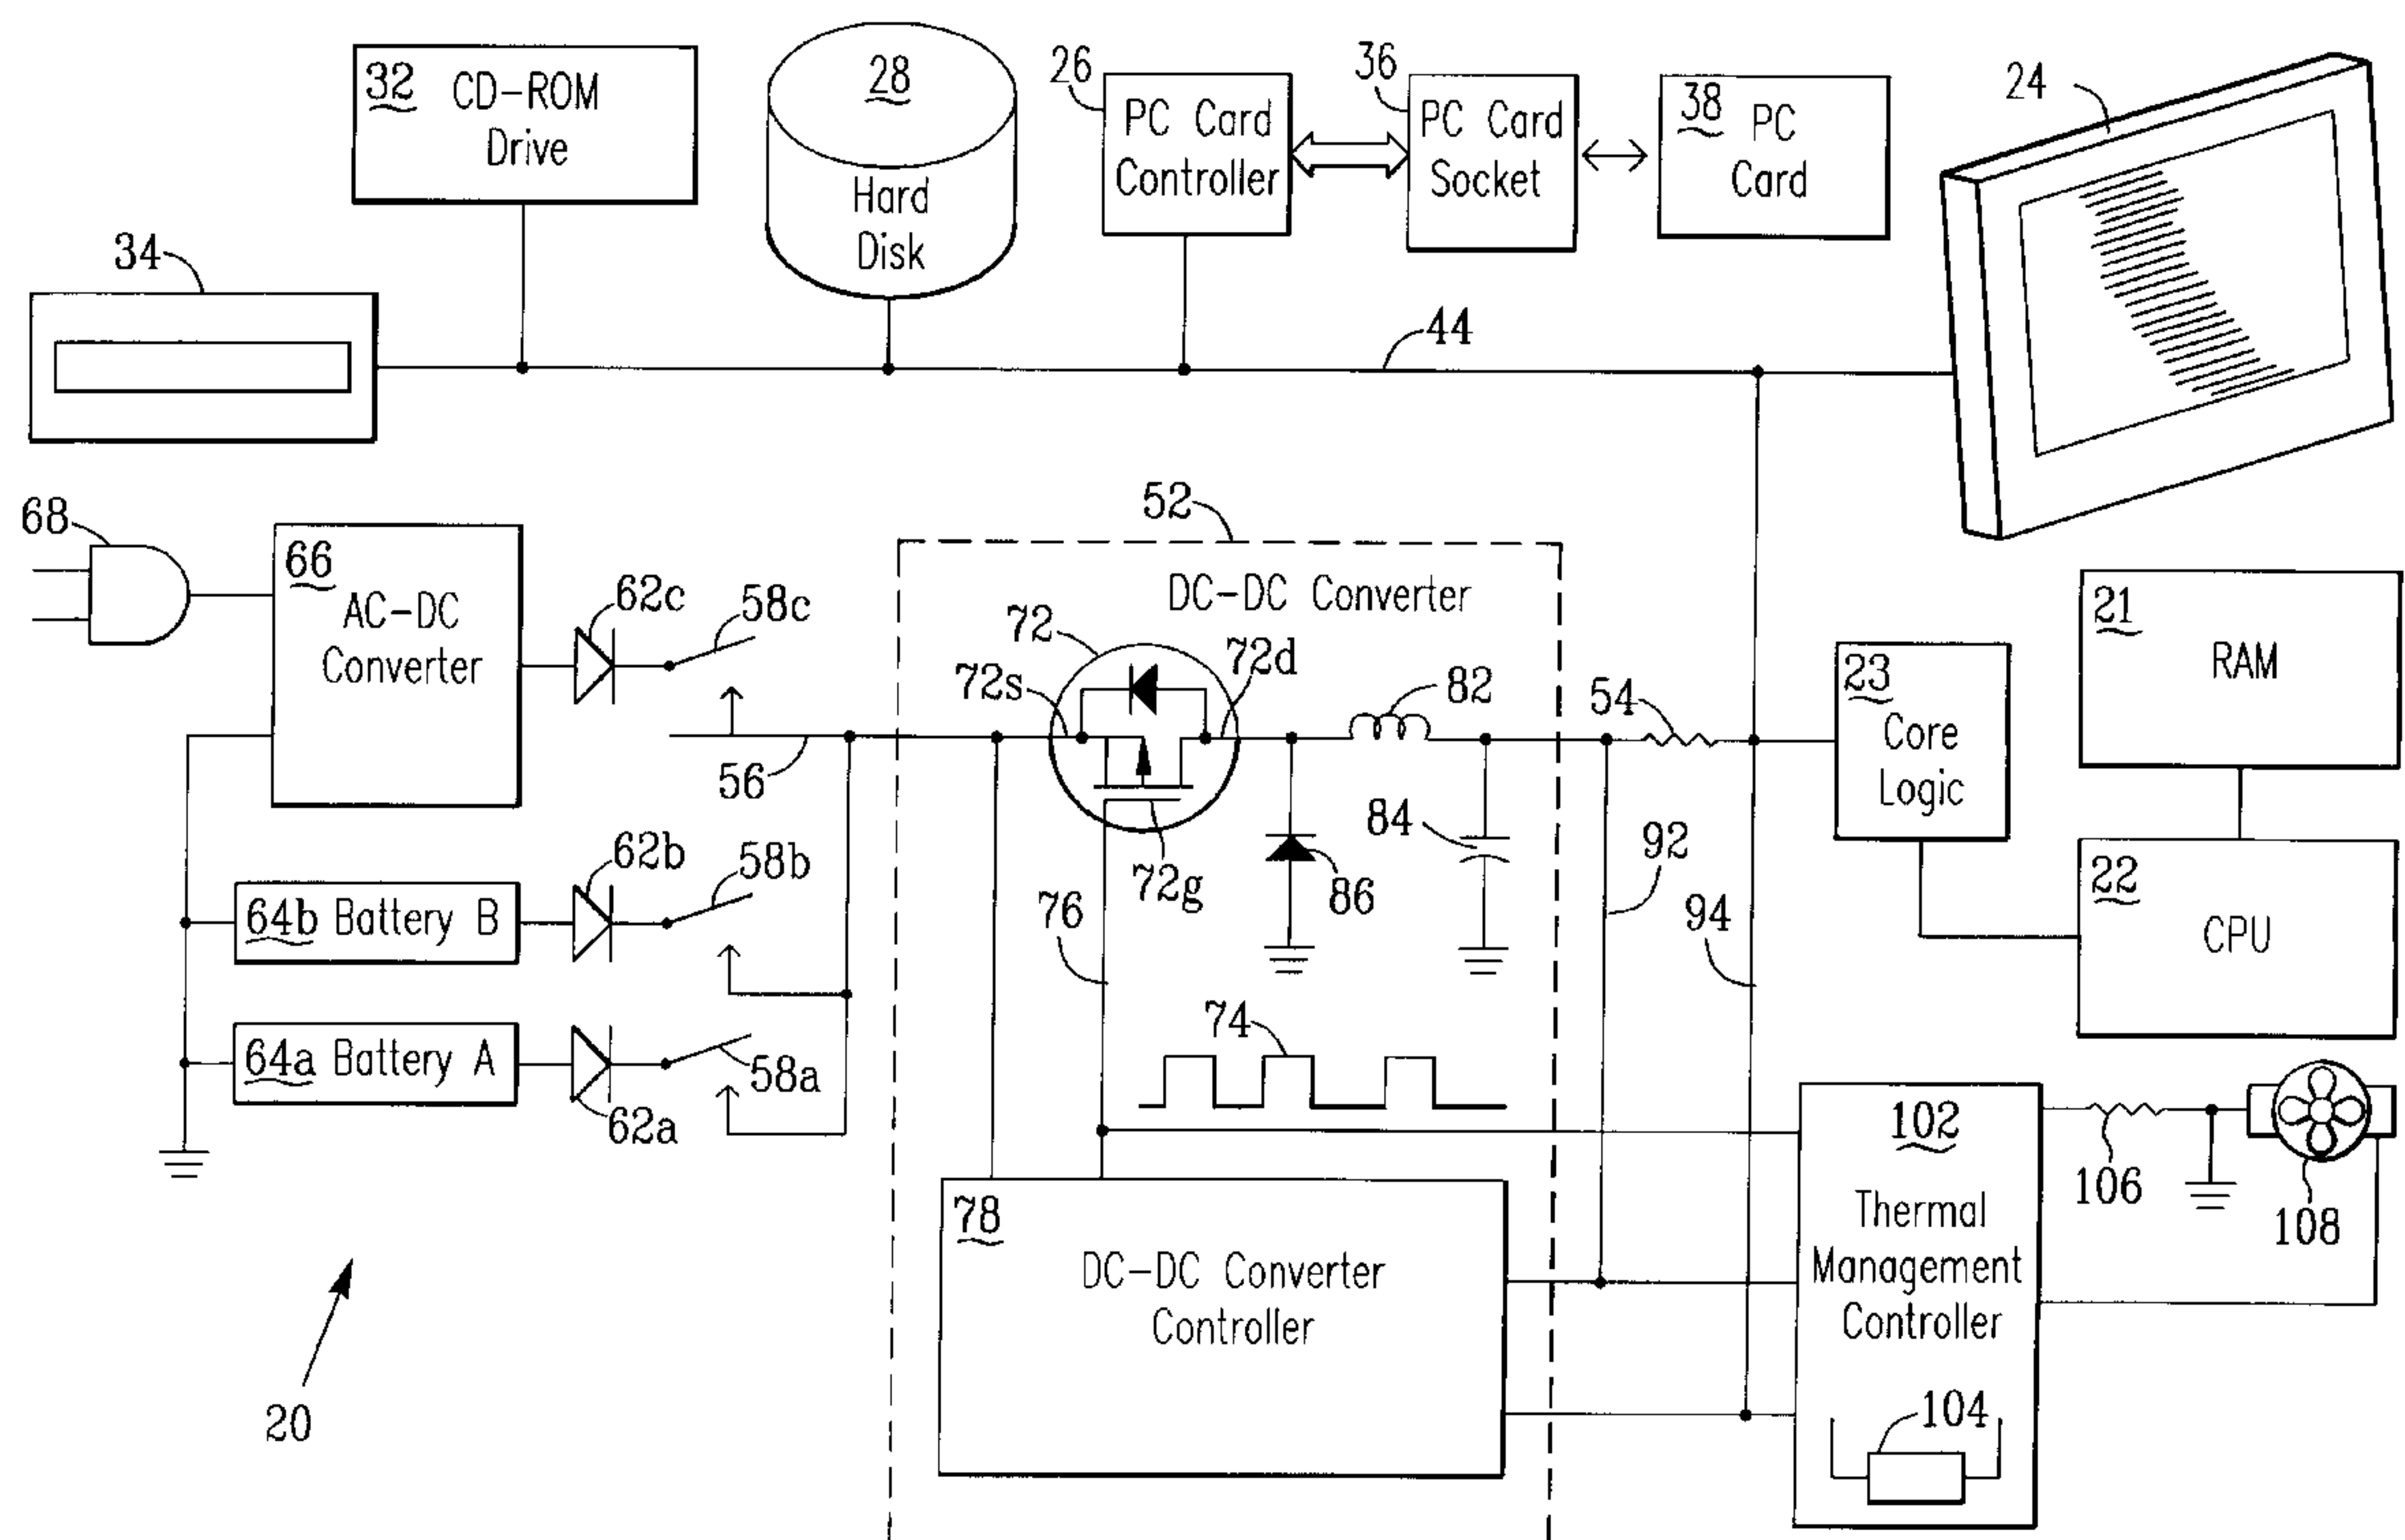 32 CD-ROM
Drive
28
Hard
Disk
26
PC Card
Controller
36
PC Card
Socket
38 PC
Card
24
34
44
68
66
AC-DC
Converter
62c
58c
56
52
DC-DC Converter
72
72s
72d
72g
82
54
84
86
92
94
76
74
23
Core
Logic
21
RAM
22
CPU
62b
58b
64b Battery B
64a Battery A
62a
58a
78
DC-DC Converter
Controller
102
Thermal
Management
Controller
104
106
108
20